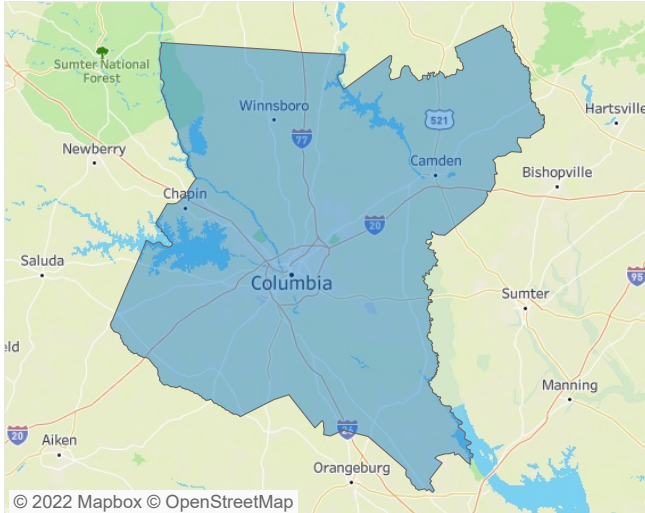 Sumter National
Forest
Winnsboro
521
Hartsville
77
Newberry
Camden
Bishopville
Chapin
20
Saluda
Columbia
95
Sumter
eld
Manning
20
26
Aiken
Orangeburg
© 2022 Mapbox © OpenStreetMap